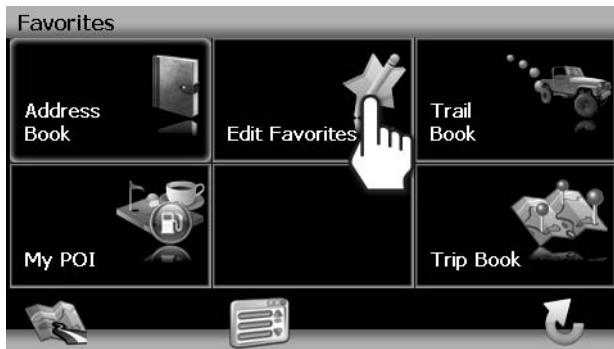 Favorites
Address
Book
Edit Favorites
Trail
Book
My POI
Trip Book